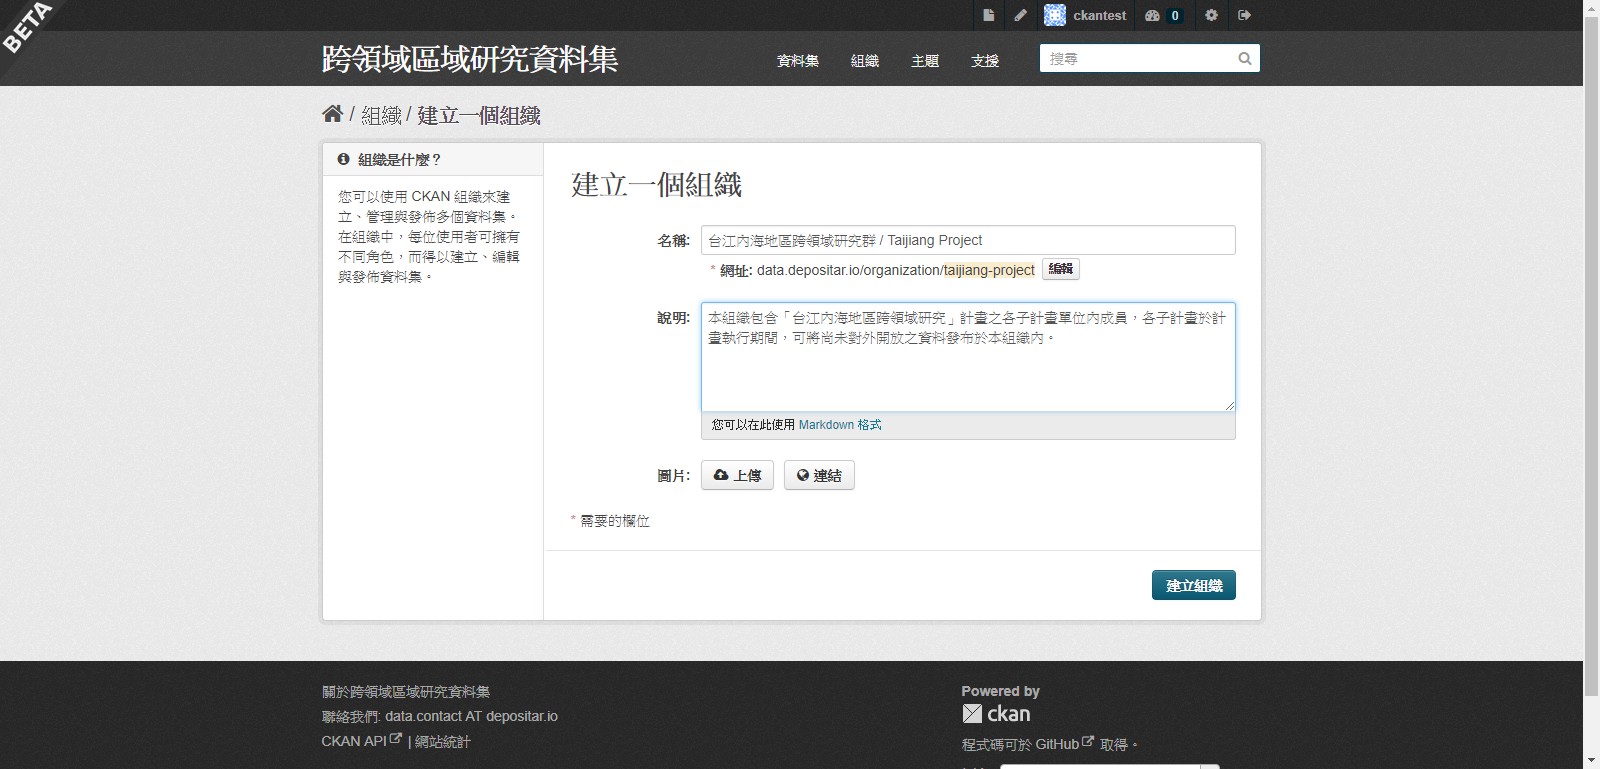 BETA
ckantest 0
跨領域區域研究資料集 資料集 組織 主題 支援 搜尋
/ 組織 / 建立一個組織
組織是什麼？
您可以使用 CKAN 組織來建
立、管理與發佈多個資料集。
在組織中，每位使用者可擁有
不同角色，而得以建立、編輯
與發佈資料集。
建立一個組織
名稱: 台江內海地區跨領域研究群 / Taijiang Project
* 網址: data.depositar.io/organization/taijiang-project 編輯
說明: 本組織包含「台江內海地區跨領域研究」計畫之各子計畫單位內成員，各子計畫於計
畫執行期間，可將尚未對外開放之資料發布於本組織內。
您可以在此使用 Markdown 格式
圖片: 上傳 連結
* 需要的欄位
建立組織
關於跨領域區域研究資料集
聯絡我們: data.contact AT depositar.io
CKAN API | 網站統計
Powered by
ckan
程式碼可於 GitHub 取得。